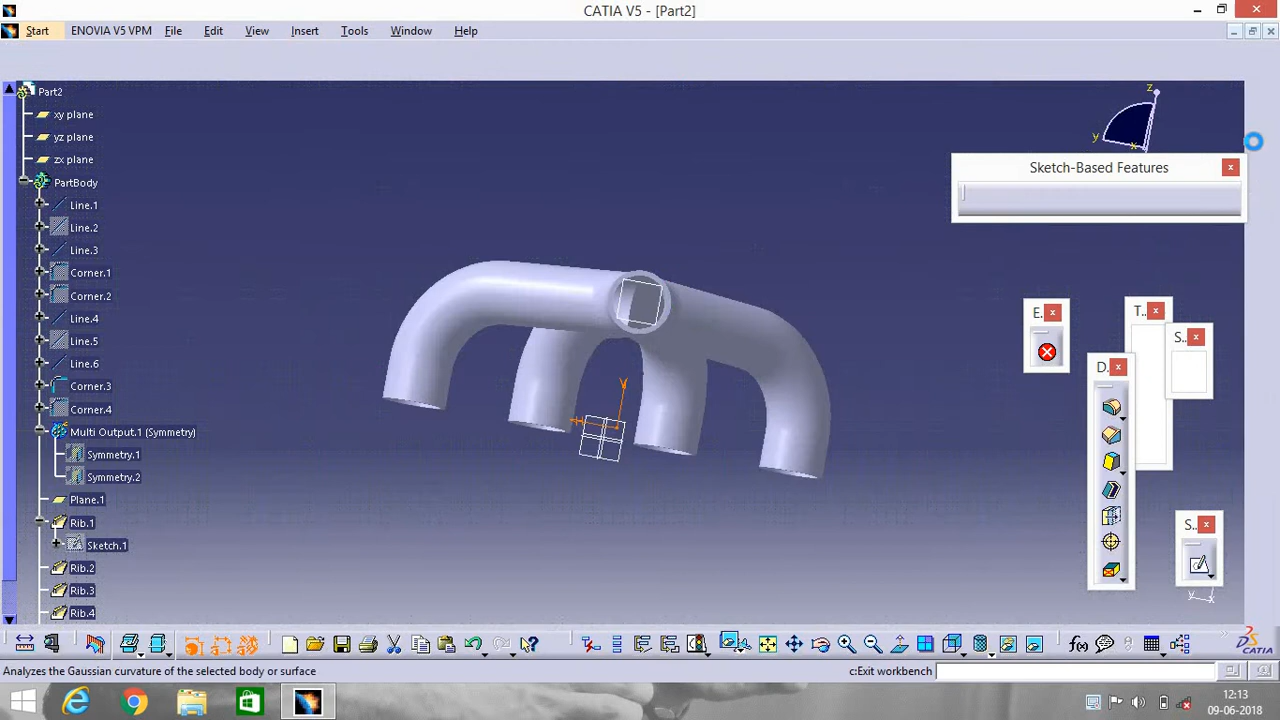 CATIA V5 - [Part2]
Start ENOVIA V5 VPM File Edit View Insert Tools Window Help
Part2
xy plane
yz plane
zx plane
PartBody
Line.1
Line.2
Line.3
Corner.1
Corner.2
Line.4
Line.5
Line.6
Corner.3
Corner.4
Multi Output.1 (Symmetry)
Symmetry.1
Symmetry.2
Plane.1
Rib.1
Sketch.1
Rib.2
Rib.3
Rib.4
z
y
x
Sketch-Based Features
E..
T..
S..
D..
S..
y x
f(x)
DS CATIA
Analyzes the Gaussian curvature of the selected body or surface
c:Exit workbench
12:13
09-06-2018